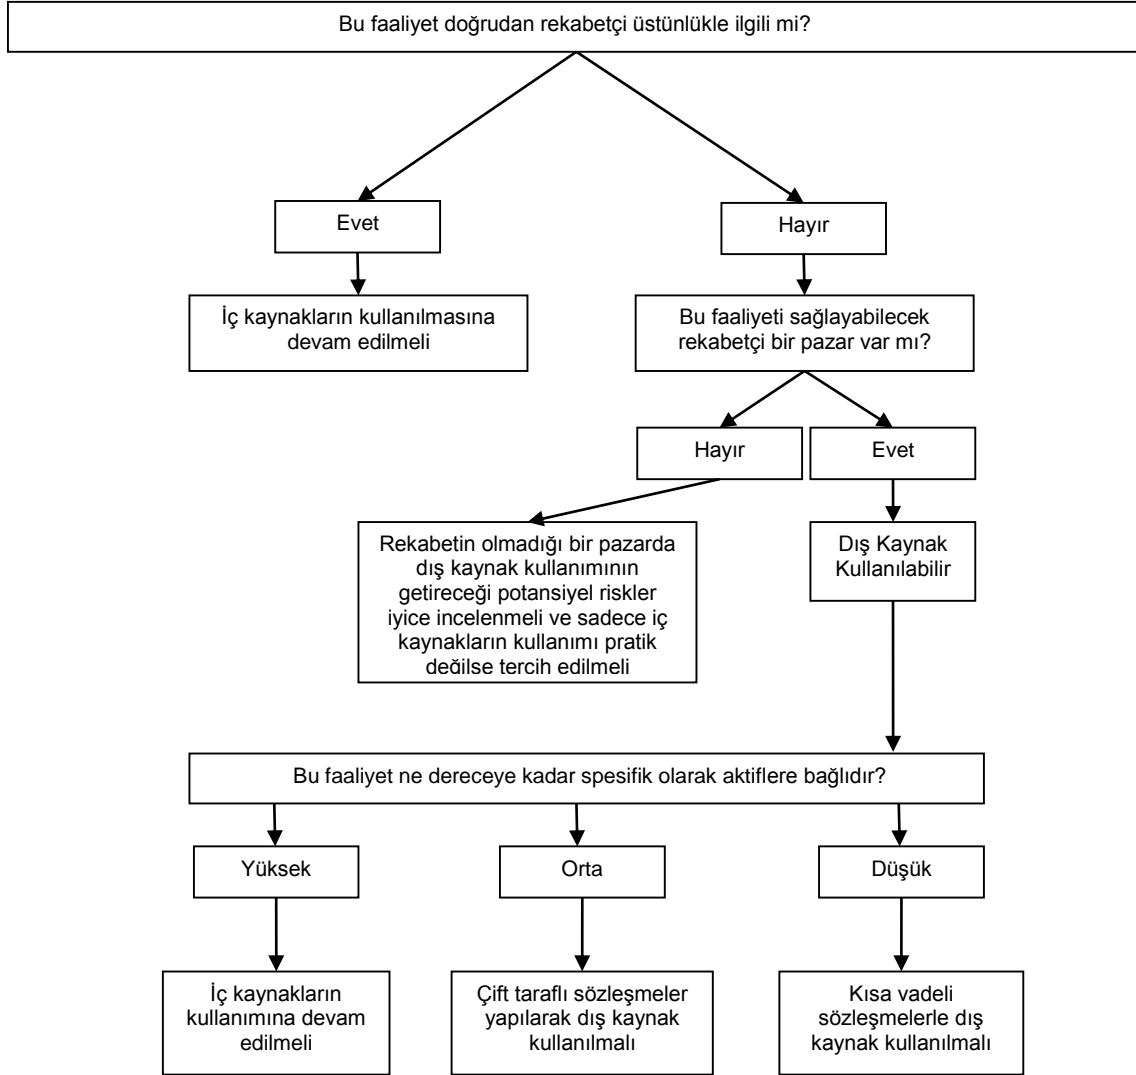 Bu faaliyet doğrudan rekabetçi üstünlükle ilgili mi?
Evet
Hayır
İç kaynakların kullanılmasına
devam edilmeli
Bu faaliyeti sağlayabilecek
rekabetçi bir pazar var mı?
Hayır
Evet
Rekabetin olmadığı bir pazarda
dış kaynak kullanımının
getireceği potansiyel riskler
iyice incelenmeli ve sadece iç
kaynakların kullanımı pratik
değilse tercih edilmeli
Dış Kaynak
Kullanılabilir
Bu faaliyet ne dereceye kadar spesifik olarak aktiflere bağlıdır?
Yüksek
Orta
Düşük
İç kaynakların
kullanımına devam
edilmeli
Çift taraflı sözleşmeler
yapılarak dış kaynak
kullanılmalı
Kısa vadeli
sözleşmelerle dış
kaynak kullanılmalı